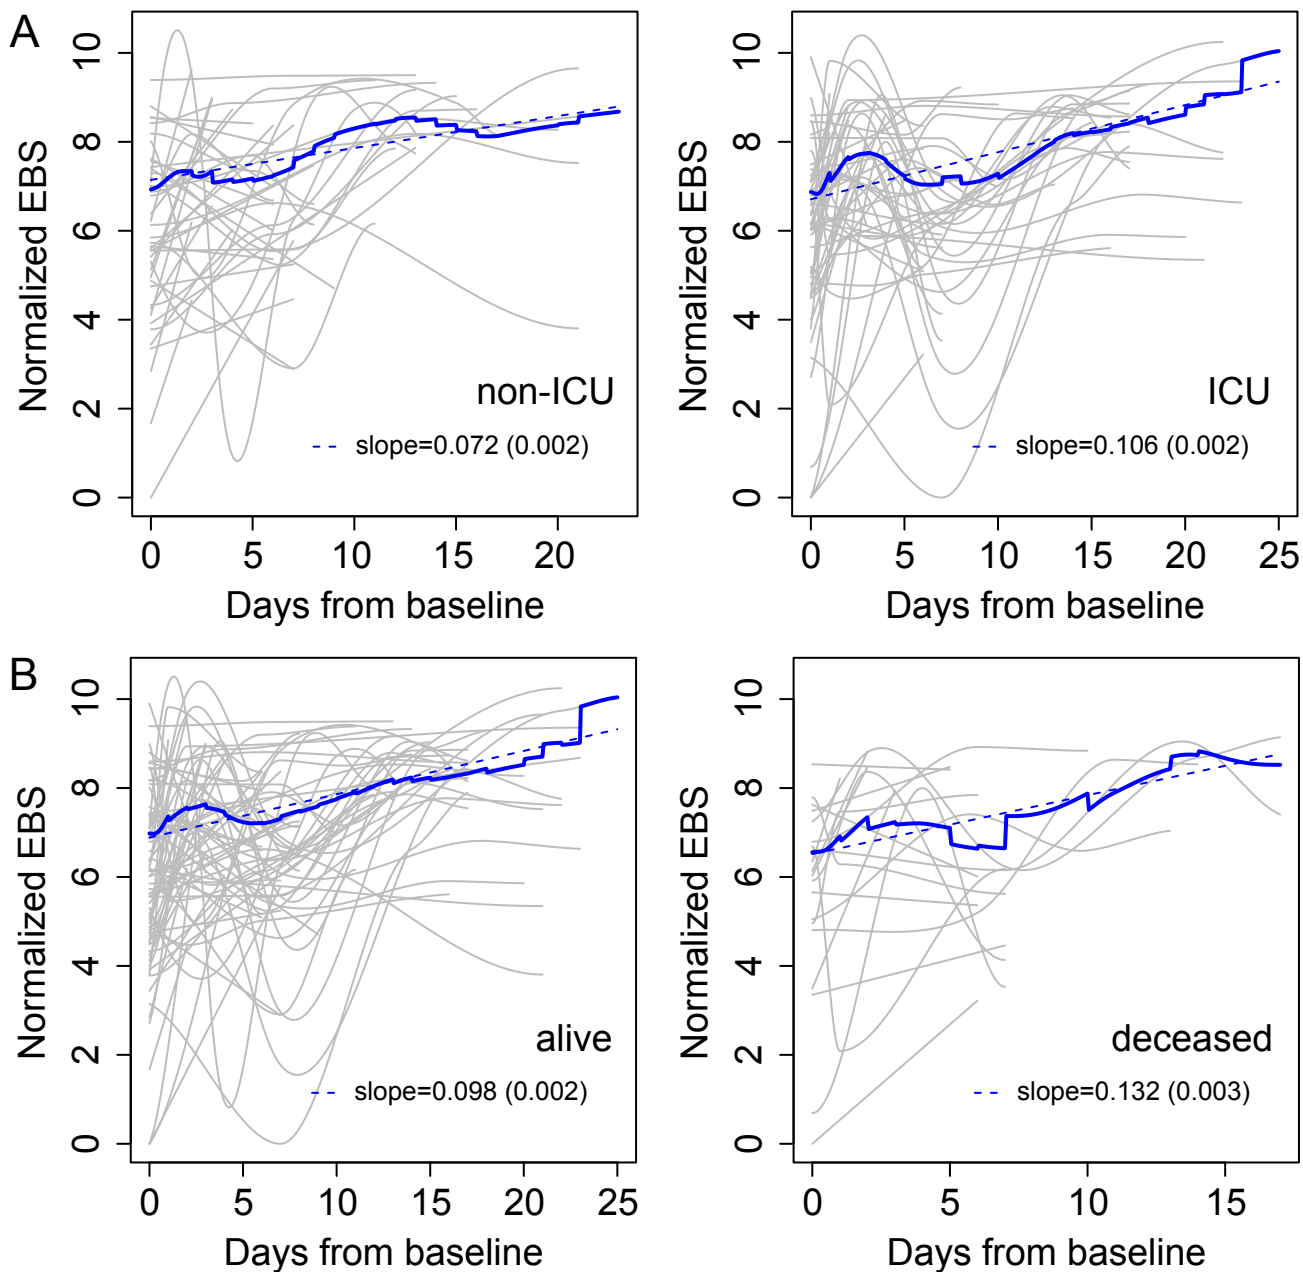 A
Normalized EBS
0 2 4 6 8 10
non-ICU
slope=0.072 (0.002)
0 5 10 15 20
Days from baseline
Normalized EBS
0 2 4 6 8 10
ICU
slope=0.106 (0.002)
0 5 10 15 20 25
Days from baseline
B
Normalized EBS
0 2 4 6 8 10
alive
slope=0.098 (0.002)
0 5 10 15 20 25
Days from baseline
Normalized EBS
0 2 4 6 8 10
deceased
slope=0.132 (0.003)
0 5 10 15
Days from baseline